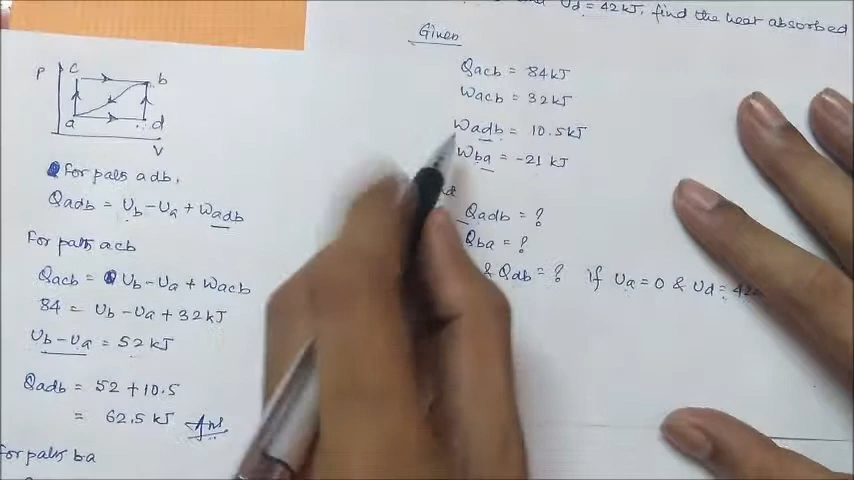 Ud = 42 kJ, find the heat absorbed
Given
Qacb = 84 kJ
Wacb = 32 kJ
Wadb = 10.5 kJ
Wba = -21 kJ
Qadb = ?
Qba = ?
& Qdb = ? if Ua = 0 & Ud = 42
P
c
b
a
d
V
For path adb,
Qadb = Ub - Ua + Wadb
For path acb
Qacb = Ub - Ua + Wacb
84 = Ub - Ua + 32 kJ
Ub - Ua = 52 kJ
Qadb = 52 + 10.5
= 62.5 kJ Ans
For path ba